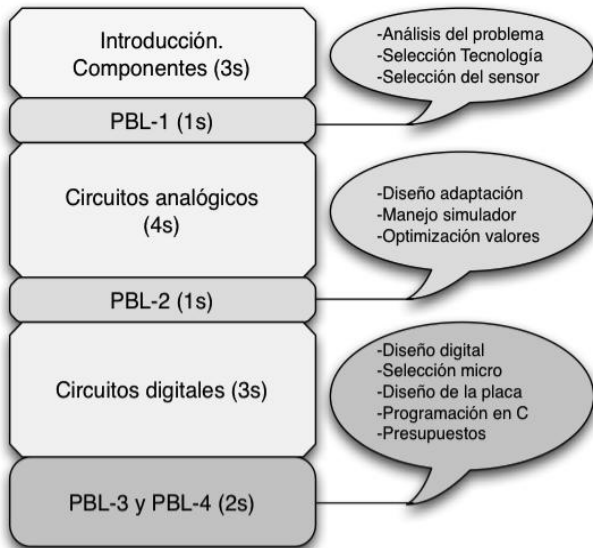 Introducción.
Componentes (3s)
-Análisis del problema
-Selección Tecnología
-Selección del sensor
PBL-1 (1s)
Circuitos analógicos
(4s)
-Diseño adaptación
-Manejo simulador
-Optimización valores
PBL-2 (1s)
Circuitos digitales (3s)
-Diseño digital
-Selección micro
-Diseño de la placa
-Programación en C
-Presupuestos
PBL-3 y PBL-4 (2s)